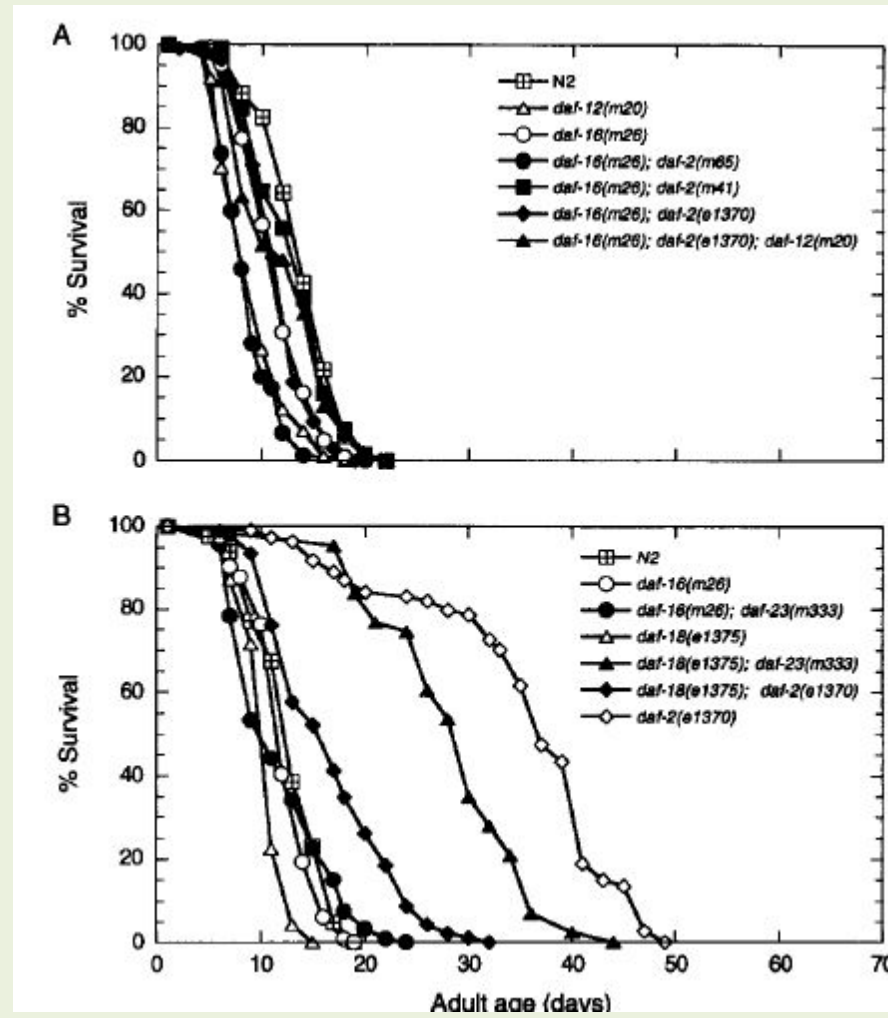 A
100
80
60
40
20
0
% Survival
N2
daf-12(m20)
daf-16(m26)
daf-16(m26); daf-2(m65)
daf-16(m26); daf-2(m41)
daf-16(m26); daf-2(e1370)
daf-16(m26); daf-2(e1370); daf-12(m20)
B
100
80
60
40
20
0
% Survival
N2
daf-16(m26)
daf-16(m26); daf-23(m333)
daf-18(e1375)
daf-18(e1375); daf-23(m333)
daf-18(e1375); daf-2(e1370)
daf-2(e1370)
0 10 20 30 40 50 60 70
Adult age (days)